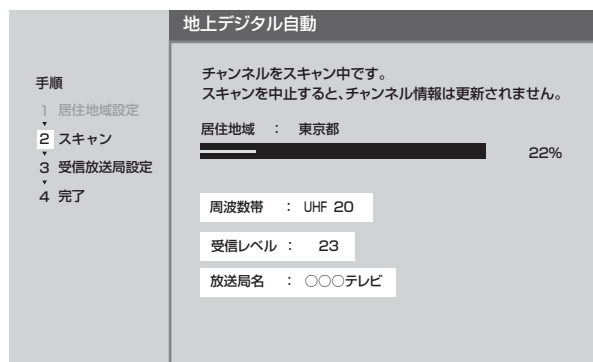 地上デジタル自動
手順
1 居住地域設定
2 スキャン
3 受信放送局設定
4 完了
チャンネルをスキャン中です。
スキャンを中止すると、チャンネル情報は更新されません。
居住地域 ： 東京都
22%
周波数帯 ： UHF 20
受信レベル ： 23
放送局名 ： ○○○テレビ